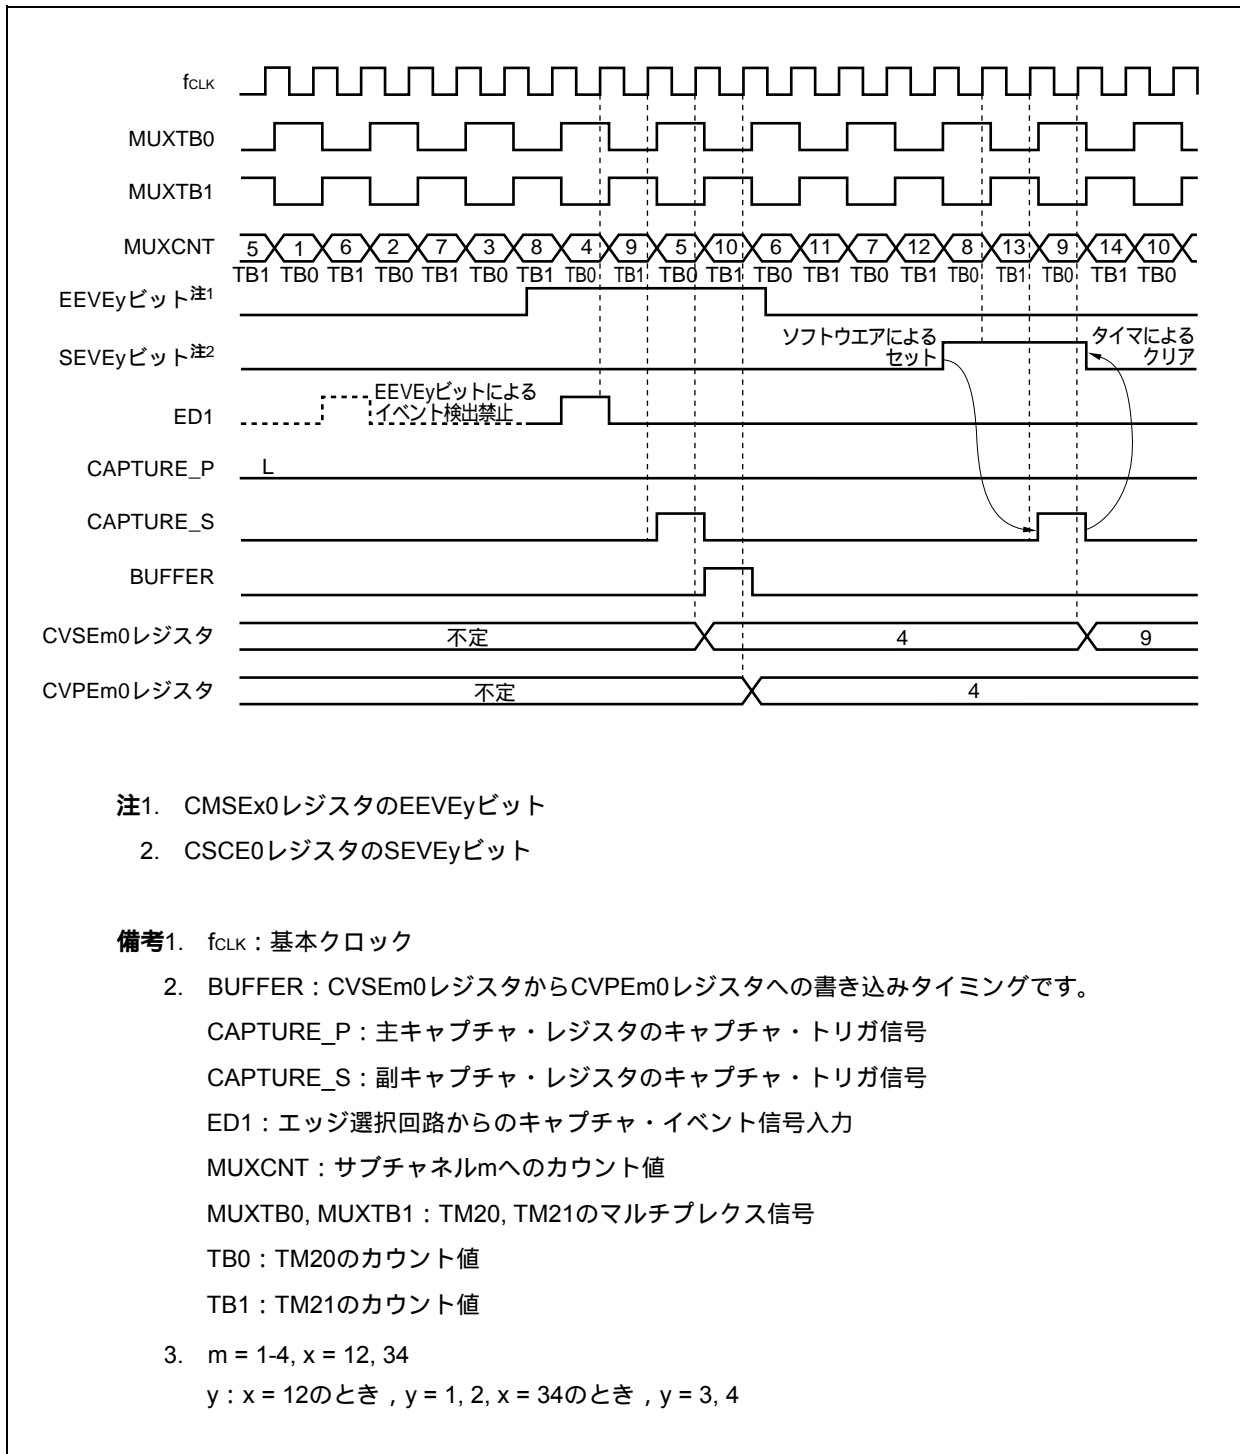 fCLK
MUXTB0
MUXTB1
MUXCNT 5 1 6 2 7 3 8 4 9 5 10 6 11 7 12 8 13 9 14 10
TB1 TB0 TB1 TB0 TB1 TB0 TB1 TB0 TB1 TB0 TB1 TB0 TB1 TB0 TB1 TB0 TB1 TB0 TB1 TB0
EEVEyビット注1
SEVEyビット注2
ソフトウエアによる
セット
タイマによる
クリア
EEVEyビットによる
イベント検出禁止
ED1
CAPTURE_P L
CAPTURE_S
BUFFER
CVSEm0レジスタ 不定 4 9
CVPEm0レジスタ 不定 4
注1. CMSEx0レジスタのEEVEyビット
2. CSCE0レジスタのSEVEyビット
備考1. fCLK：基本クロック
2. BUFFER：CVSEm0レジスタからCVPEm0レジスタへの書き込みタイミングです。
CAPTURE_P：主キャプチャ・レジスタのキャプチャ・トリガ信号
CAPTURE_S：副キャプチャ・レジスタのキャプチャ・トリガ信号
ED1：エッジ選択回路からのキャプチャ・イベント信号入力
MUXCNT：サブチャネルmへのカウント値
MUXTB0, MUXTB1：TM20, TM21のマルチプレクス信号
TB0：TM20のカウント値
TB1：TM21のカウント値
3. m = 1-4, x = 12, 34
y：x = 12のとき，y = 1, 2, x = 34のとき，y = 3, 4